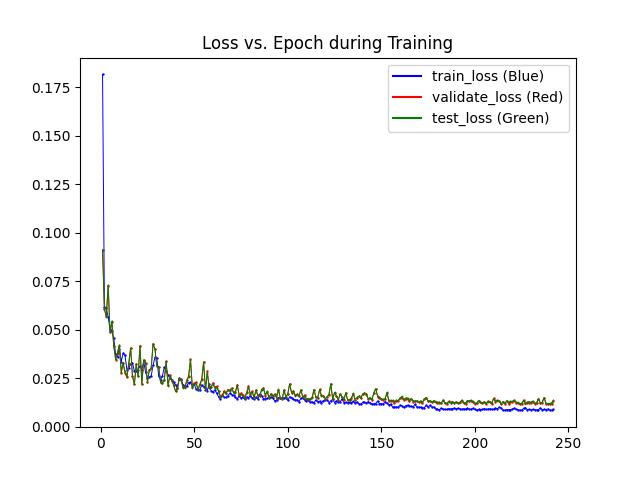 Loss vs. Epoch during Training
train_loss (Blue)
validate_loss (Red)
test_loss (Green)
0.175
0.150
0.125
0.100
0.075
0.050
0.025
0.000
0 50 100 150 200 250